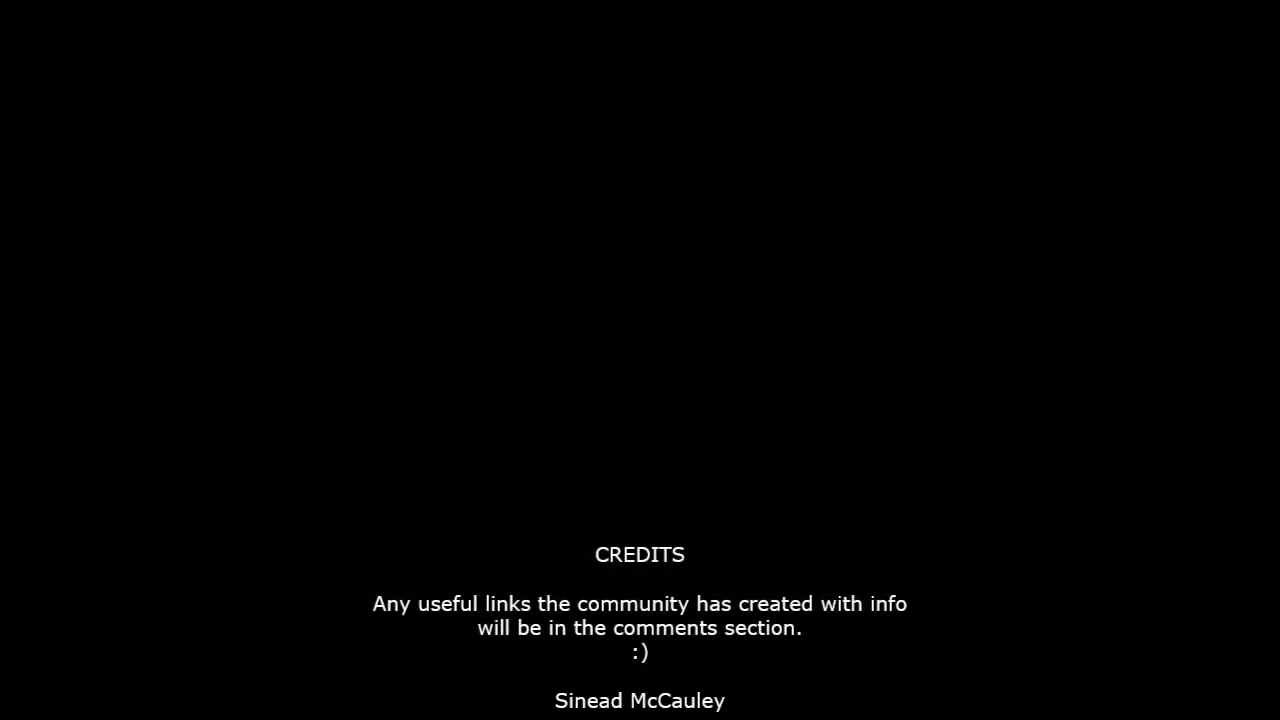 CREDITS
Any useful links the community has created with info
will be in the comments section.
:)
Sinead McCauley